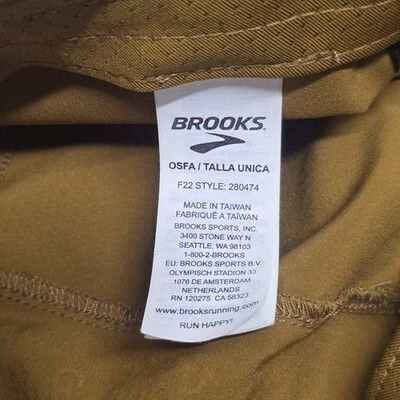 BROOKS
OSFA / TALLA UNICA
F22 STYLE: 280474
MADE IN TAIWAN
FABRIQUÉ A TAÏWAN
BROOKS SPORTS, INC.
3400 STONE WAY N
SEATTLE, WA 98103
1-800-2-BROOKS
EU: BROOKS SPORTS B.V.
OLYMPISCH STADION 33
1076 DE AMSTERDAM
NETHERLANDS
RN 120275 CA 58323
www.brooksrunning.com
RUN HAPPY!